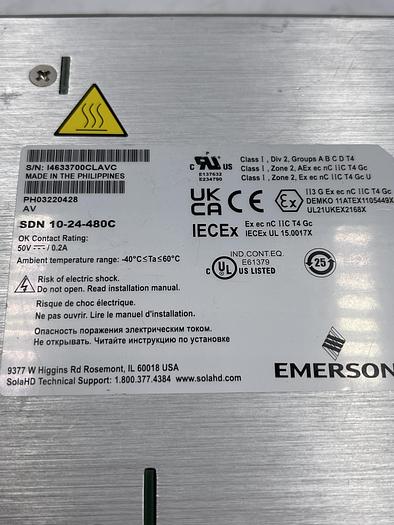 S/N: I4633700CLAVC
MADE IN THE PHILIPPINES
PH03220428
AV
SDN 10-24-480C
OK Contact Rating:
50V⎓/ 0.2A
Ambient temperature range: -40°C≤Ta≤60°C
Risk of electric shock.
Do not open. Read installation manual.
Risque de choc électrique.
Ne pas ouvrir. Lire le manuel d'installation.
Опасность поражения электрическим током.
Не открывать. Читайте инструкцию по установке
9377 W Higgins Rd Rosemont, IL 60018 USA
SolaHD Technical Support: 1.800.377.4384 www.solahd.com
C UR US
E137632
E234790
Class I , Div 2, Groups A B C D T4
Class I , Zone 2, AEx ec nC IIC T4 Gc
Class I , Zone 2, Ex ec nC IIC T4 Gc U
UK
CA
CE
Ex
II3 G Ex ec nC IIC T4 Gc
DEMKO 11ATEX1105449X
UL21UKEX2168X
IECEx
Ex ec nC IIC T4 Gc
IECEx UL 15.0017X
IND.CONT.EQ.
E61379
C UL US LISTED
25
EMERSON